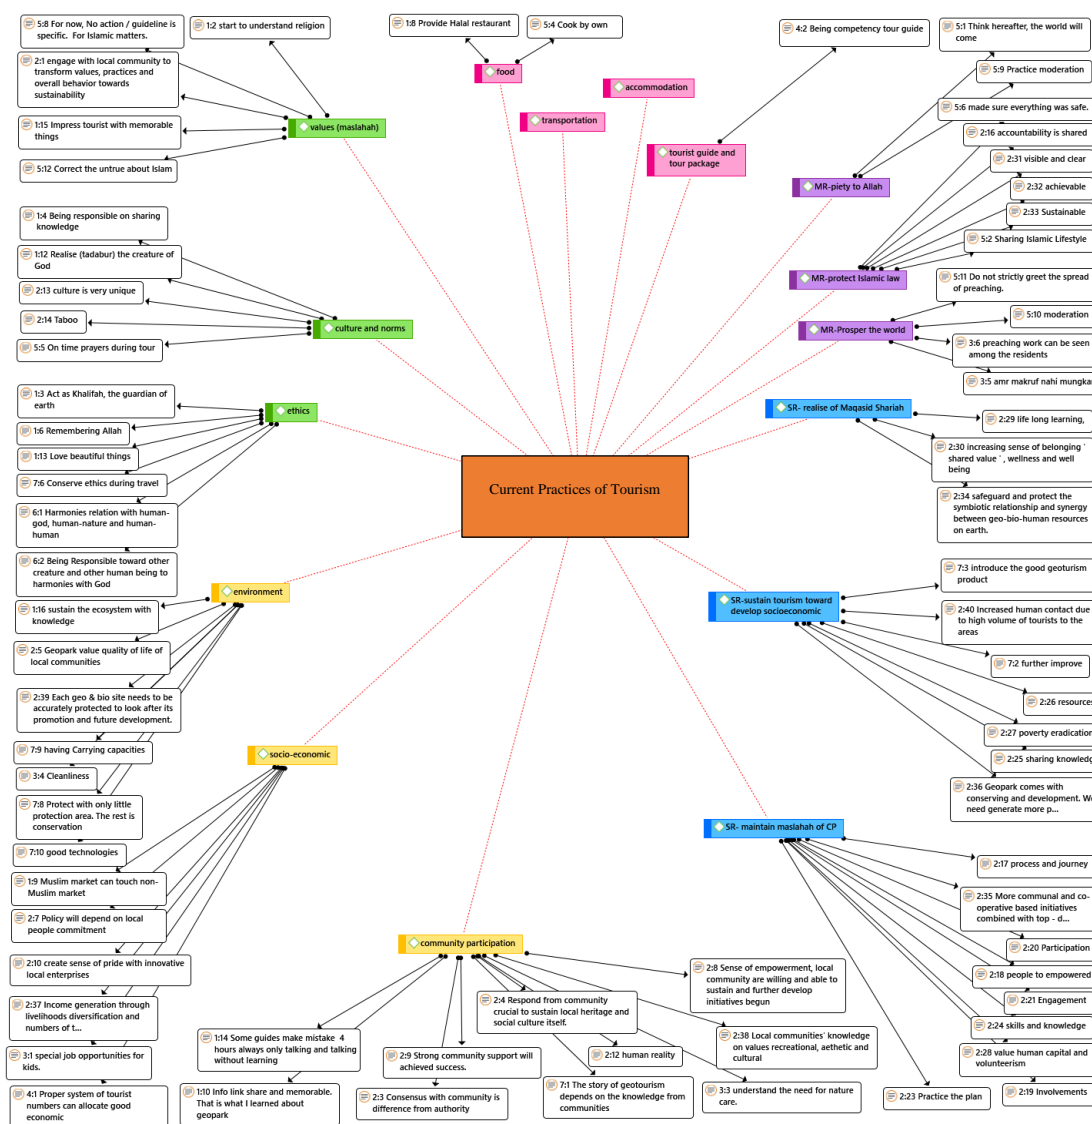 5:8 For now, No action / guideline is
specific.  For Islamic matters.
1:2 start to understand religion
2:1 engage with local community to
transform values, practices and
overall behavior towards
sustainability
1:15 Impress tourist with memorable
things
5:12 Correct the untrue about Islam
values (maslahah)
1:8 Provide Halal restaurant
5:4 Cook by own
food
accommodation
transportation
tourist guide and
tour package
4:2 Being competency tour guide
5:1 Think hereafter, the world will
come
5:9 Practice moderation
MR-piety to Allah
5:6 made sure everything was safe.
2:16 accountability is shared
2:31 visible and clear
2:32 achievable
2:33 Sustainable
5:2 Sharing Islamic Lifestyle
MR-protect Islamic law
5:11 Do not strictly greet the spread
of preaching.
5:10 moderation
3:6 preaching work can be seen
among the residents
3:5 amr makruf nahi mungka
MR-Prosper the world
1:4 Being responsible on sharing
knowledge
1:12 Realise (tadabur) the creature of
God
2:13 culture is very unique
2:14 Taboo
5:5 On time prayers during tour
culture and norms
1:3 Act as Khalifah, the guardian of
earth
1:6 Remembering Allah
1:13 Love beautiful things
7:6 Conserve ethics during travel
6:1 Harmonies relation with human-
god, human-nature and human-
human
6:2 Being Responsible toward other
creature and other human being to
harmonies with God
ethics
Current Practices of Tourism
SR- realise of Maqasid Shariah
2:29 life long learning,
2:30 increasing sense of belonging '
shared value ' , wellness and well
being
2:34 safeguard and protect the
symbiotic relationship and synergy
between geo-bio-human resources
on earth.
environment
1:16 sustain the ecosystem with
knowledge
2:5 Geopark value quality of life of
local communities
2:39 Each geo & bio site needs to be
accurately protected to look after its
promotion and future development.
7:9 having Carrying capacities
3:4 Cleanliness
7:8 Protect with only little
protection area. The rest is
conservation
7:10 good technologies
SR-sustain tourism toward
develop socioeconomic
7:3 introduce the good geoturism
product
2:40 Increased human contact due
to high volume of tourists to the
areas
7:2 further improve
2:26 resources
2:27 poverty eradication
2:25 sharing knowledg
2:36 Geopark comes with
conserving and development. We
need generate more p...
socio-economic
1:9 Muslim market can touch non-
Muslim market
2:7 Policy will depend on local
people commitment
2:10 create sense of pride with innovative
local enterprises
2:37 Income generation through
livelihoods diversification and
numbers of t...
3:1 special job opportunities for
kids.
4:1 Proper system of tourist
numbers can allocate good
economic
SR- maintain maslahah of CP
2:17 process and journey
2:35 More communal and co-
operative based initiatives
combined with top - d...
2:20 Participation
2:18 people to empowered
2:21 Engagement
2:24 skills and knowledge
2:28 value human capital and
volunteerism
2:19 Involvements
2:23 Practice the plan
community participation
2:8 Sense of empowerment, local
community are willing and able to
sustain and further develop
initiatives begun
2:4 Respond from community
crucial to sustain local heritage and
social culture itself.
1:14 Some guides make mistake  4
hours always only talking and talking
without learning
2:9 Strong community support will
achieved success.
2:12 human reality
2:38 Local communities' knowledge
on values recreational, aethetic and
cultural
1:10 Info link share and memorable.
That is what I learned about
geopark
2:3 Consensus with community is
difference from authority
7:1 The story of geotourism
depends on the knowledge from
communities
3:3 understand the need for nature
care.